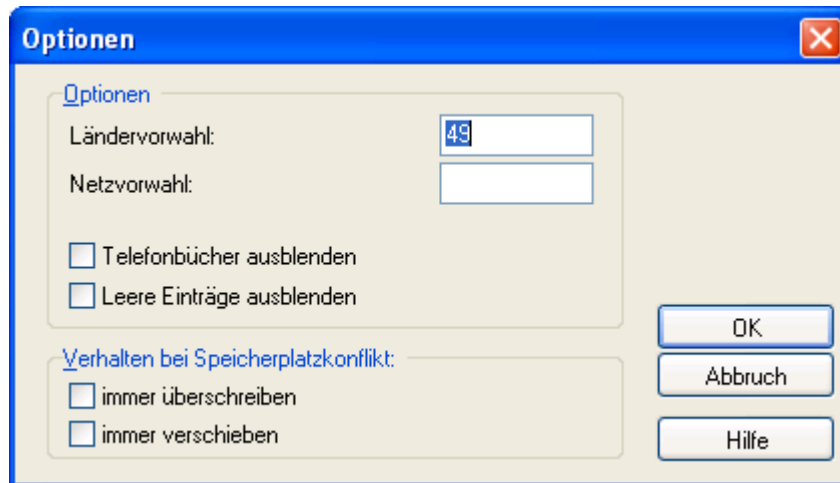 Optionen
Optionen
Ländervorwahl:
49
Netzvorwahl:
Telefonbücher ausblenden
Leere Einträge ausblenden
Verhalten bei Speicherplatzkonflikt:
immer überschreiben
immer verschieben
OK
Abbruch
Hilfe